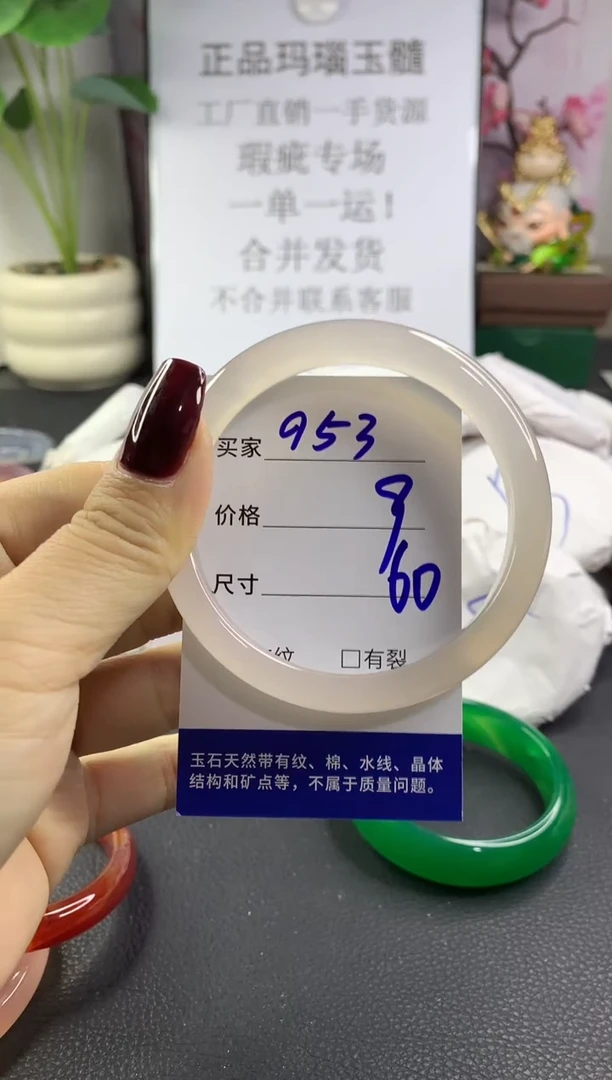 正品玛瑙玉髓
工厂直销一手货源
瑕疵专场
一单一运!
合并发货
不合并联系客服
买家 953
价格 9
尺寸 60
纹 □有裂
玉石天然带有纹、棉、水线、晶体
结构和矿点等，不属于质量问题。